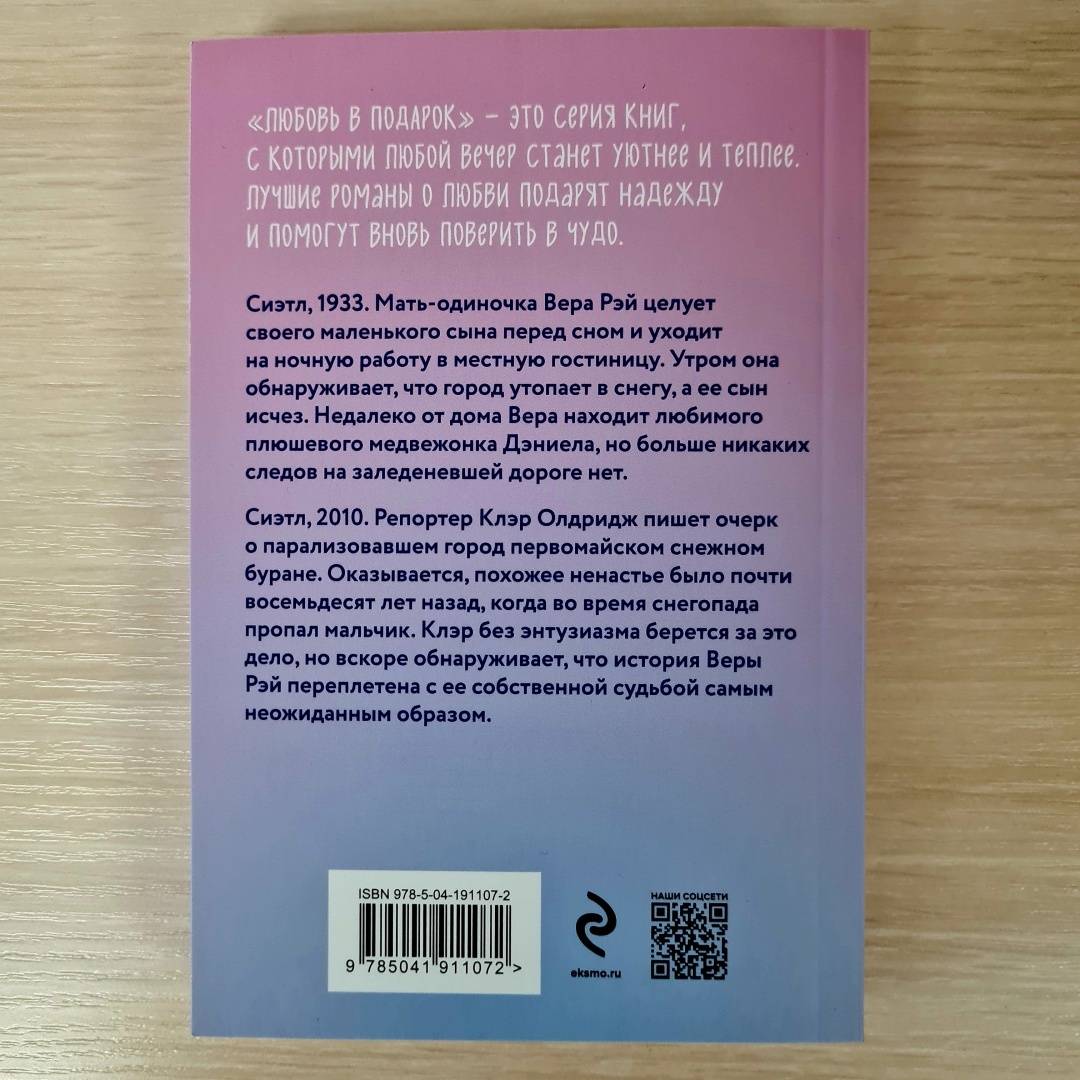 «ЛЮБОВЬ В ПОДАРОК» – ЭТО СЕРИЯ КНИГ,
С КОТОРЫМИ ЛЮБОЙ ВЕЧЕР СТАНЕТ УЮТНЕЕ И ТЕПЛЕЕ.
ЛУЧШИЕ РОМАНЫ О ЛЮБВИ ПОДАРЯТ НАДЕЖДУ
И ПОМОГУТ ВНОВЬ ПОВЕРИТЬ В ЧУДО.
Сиэтл, 1933. Мать-одиночка Вера Рэй целует
своего маленького сына перед сном и уходит
на ночную работу в местную гостиницу. Утром она
обнаруживает, что город утопает в снегу, а ее сын
исчез. Недалеко от дома Вера находит любимого
плюшевого медвежонка Дэниела, но больше никаких
следов на заледеневшей дороге нет.
Сиэтл, 2010. Репортер Клэр Олдридж пишет очерк
о парализовавшем город первомайском снежном
буране. Оказывается, похожее ненастье было почти
восемьдесят лет назад, когда во время снегопада
пропал мальчик. Клэр без энтузиазма берется за это
дело, но вскоре обнаруживает, что история Веры
Рэй переплетена с ее собственной судьбой самым
неожиданным образом.
ISBN 978-5-04-191107-2
9 785041 911072 >
eksmo.ru
НАШИ СОЦСЕТИ